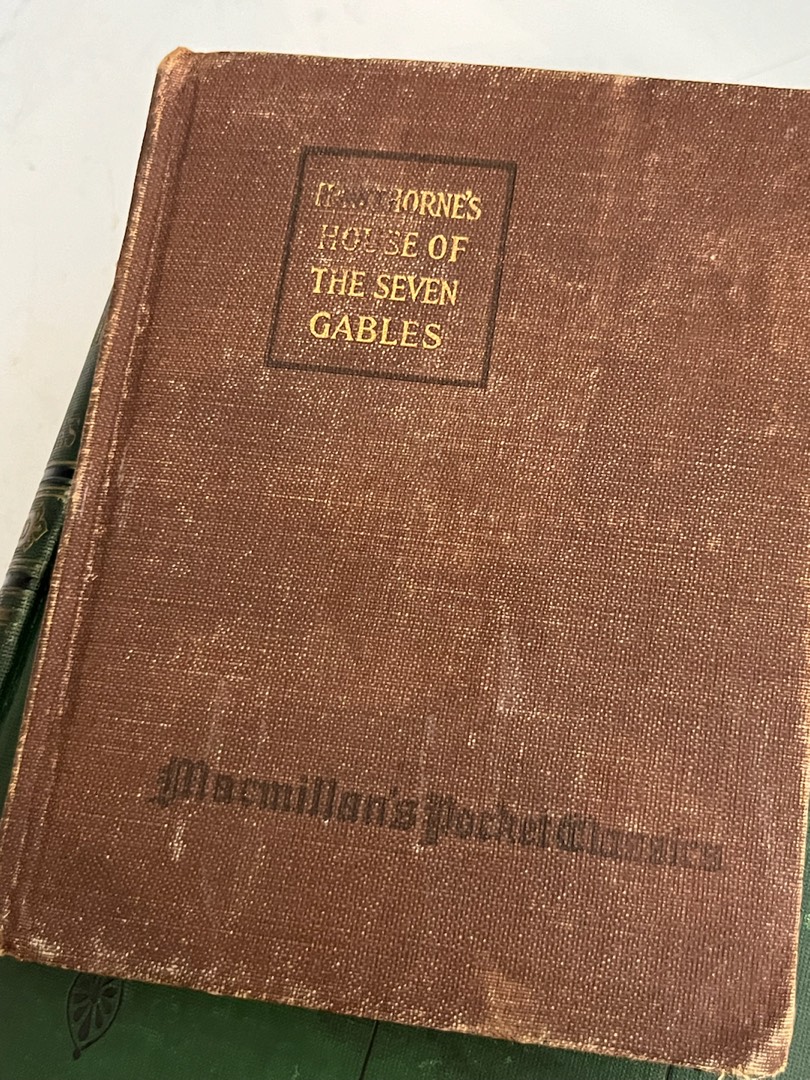 HAWTHORNE'S
HOUSE OF
THE SEVEN
GABLES
Macmillan's Pocket Classics